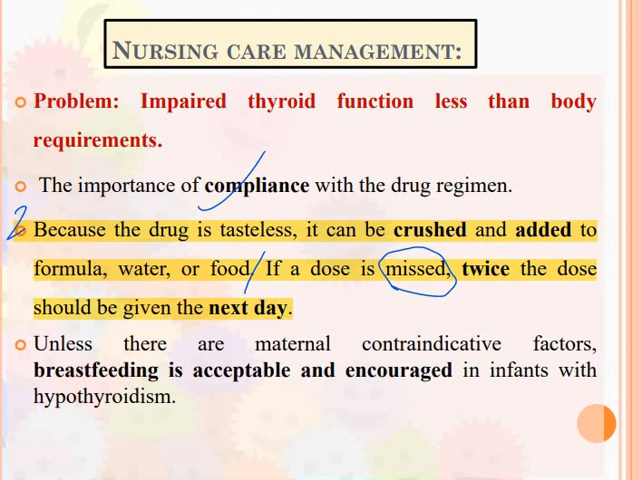 NURSING CARE MANAGEMENT:
Problem: Impaired thyroid function less than body
requirements.
The importance of compliance with the drug regimen.
Because the drug is tasteless, it can be crushed and added to
formula, water, or food. If a dose is missed, twice the dose
should be given the next day.
Unless there are maternal contraindicative factors,
breastfeeding is acceptable and encouraged in infants with
hypothyroidism.